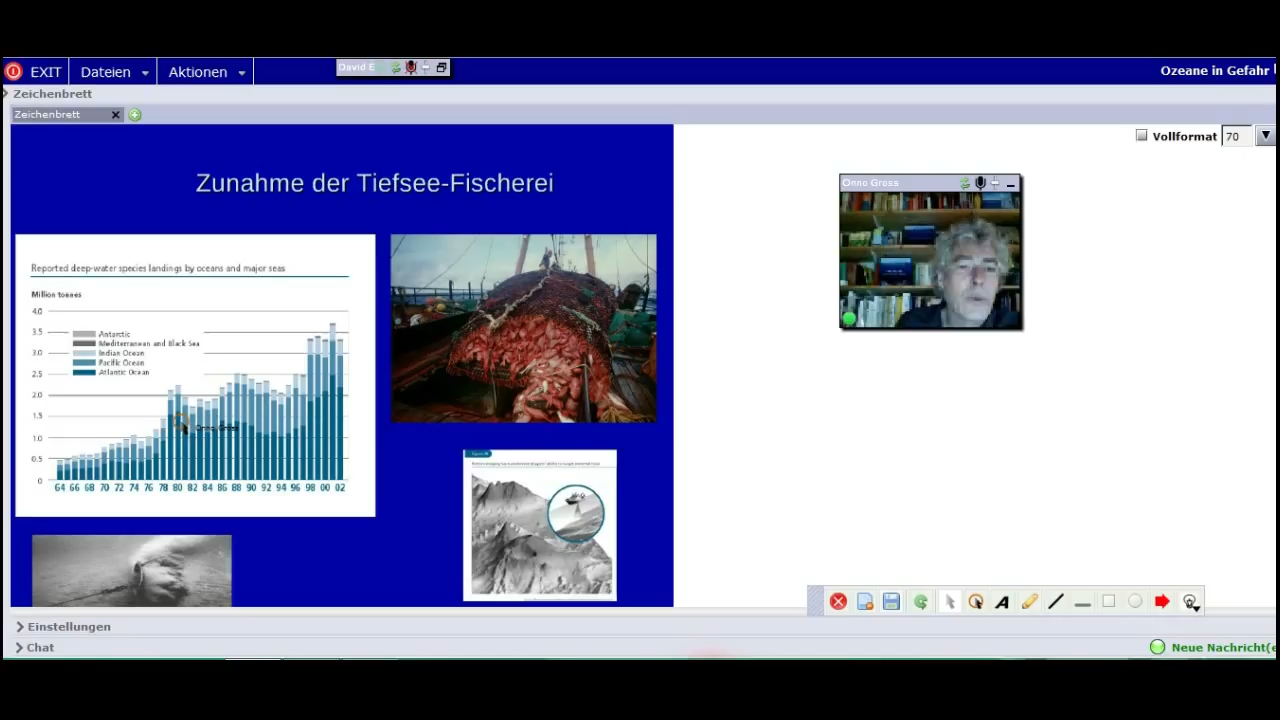 EXIT
Dateien
Aktionen
David E
Ozeane in Gefahr
Zeichenbrett
Zeichenbrett
Vollformat 70
Zunahme der Tiefsee-Fischerei
Onno Gross
Reported deep-water species landings by oceans and major seas
Million tonnes
4.0
3.5
3.0
2.5
2.0
1.5
1.0
0.5
0
Antarctic
Mediterranean and Black Sea
Indian Ocean
Pacific Ocean
Atlantic Ocean
Onno Gross
64 66 68 70 72 74 76 78 80 82 84 86 88 90 92 94 96 98 00 02
A
Einstellungen
Chat
Neue Nachricht(e